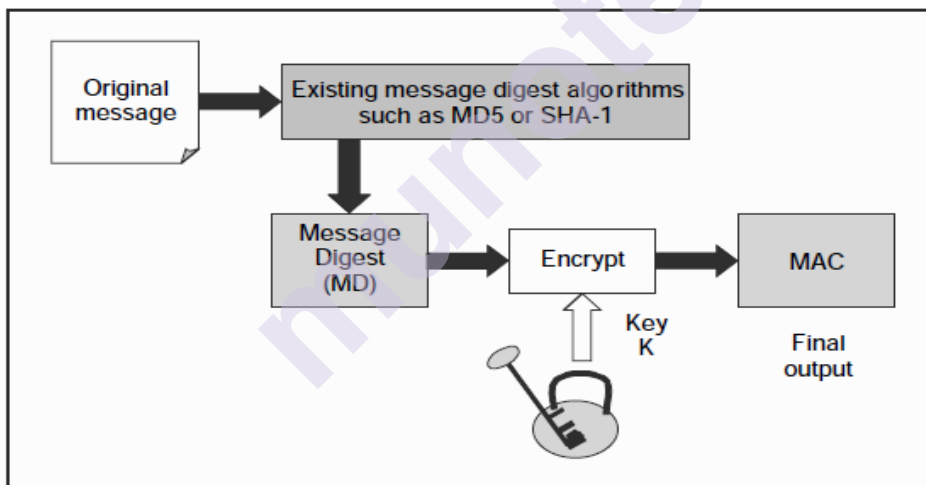 Original
message
Existing message digest algorithms
such as MD5 or SHA-1
Message
Digest
(MD)
Encrypt
MAC
Key
K
Final
output
munote